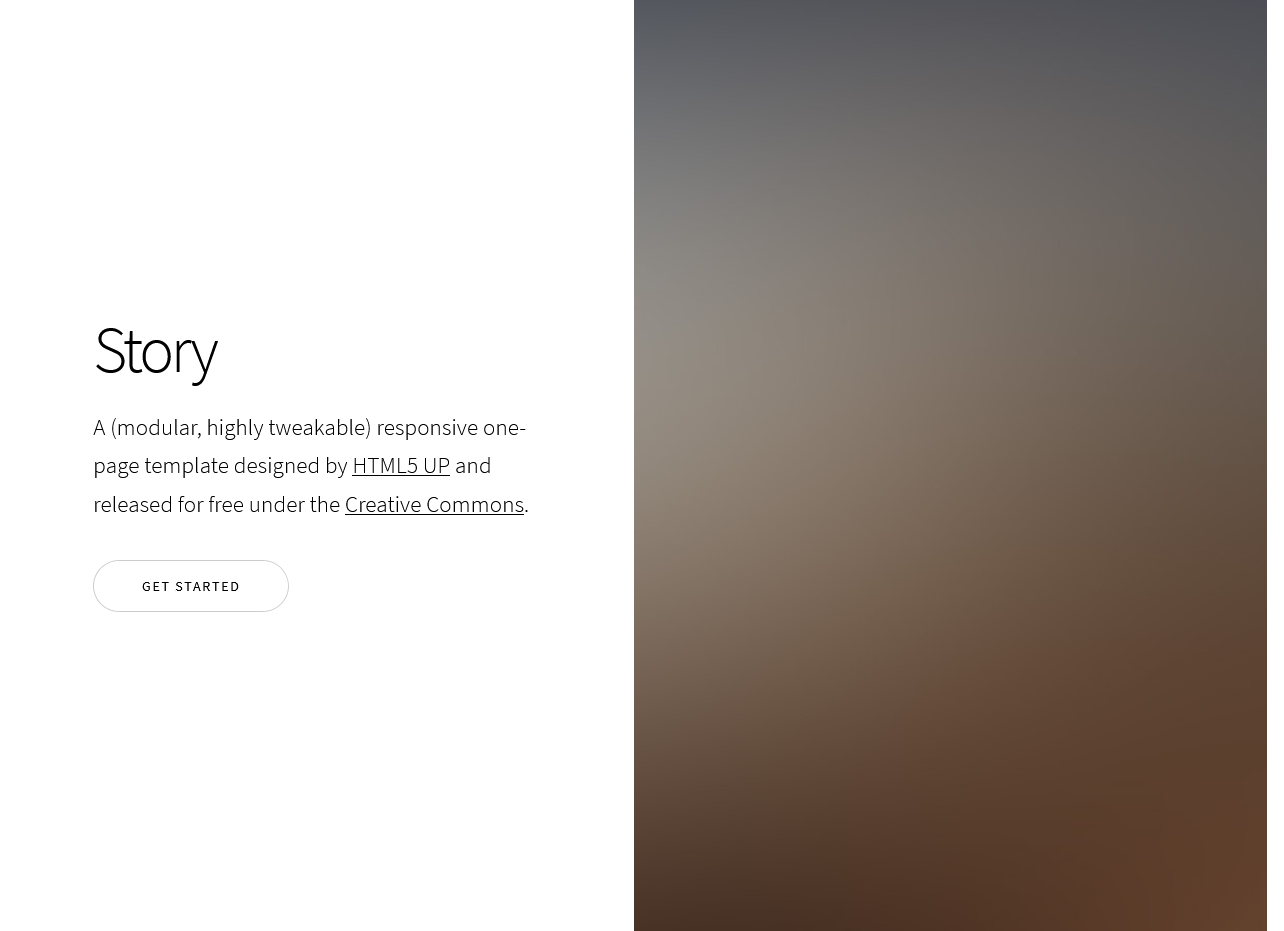 Story
A (modular, highly tweakable) responsive one-
page template designed by HTML5 UP and
released for free under the Creative Commons.
GET STARTED